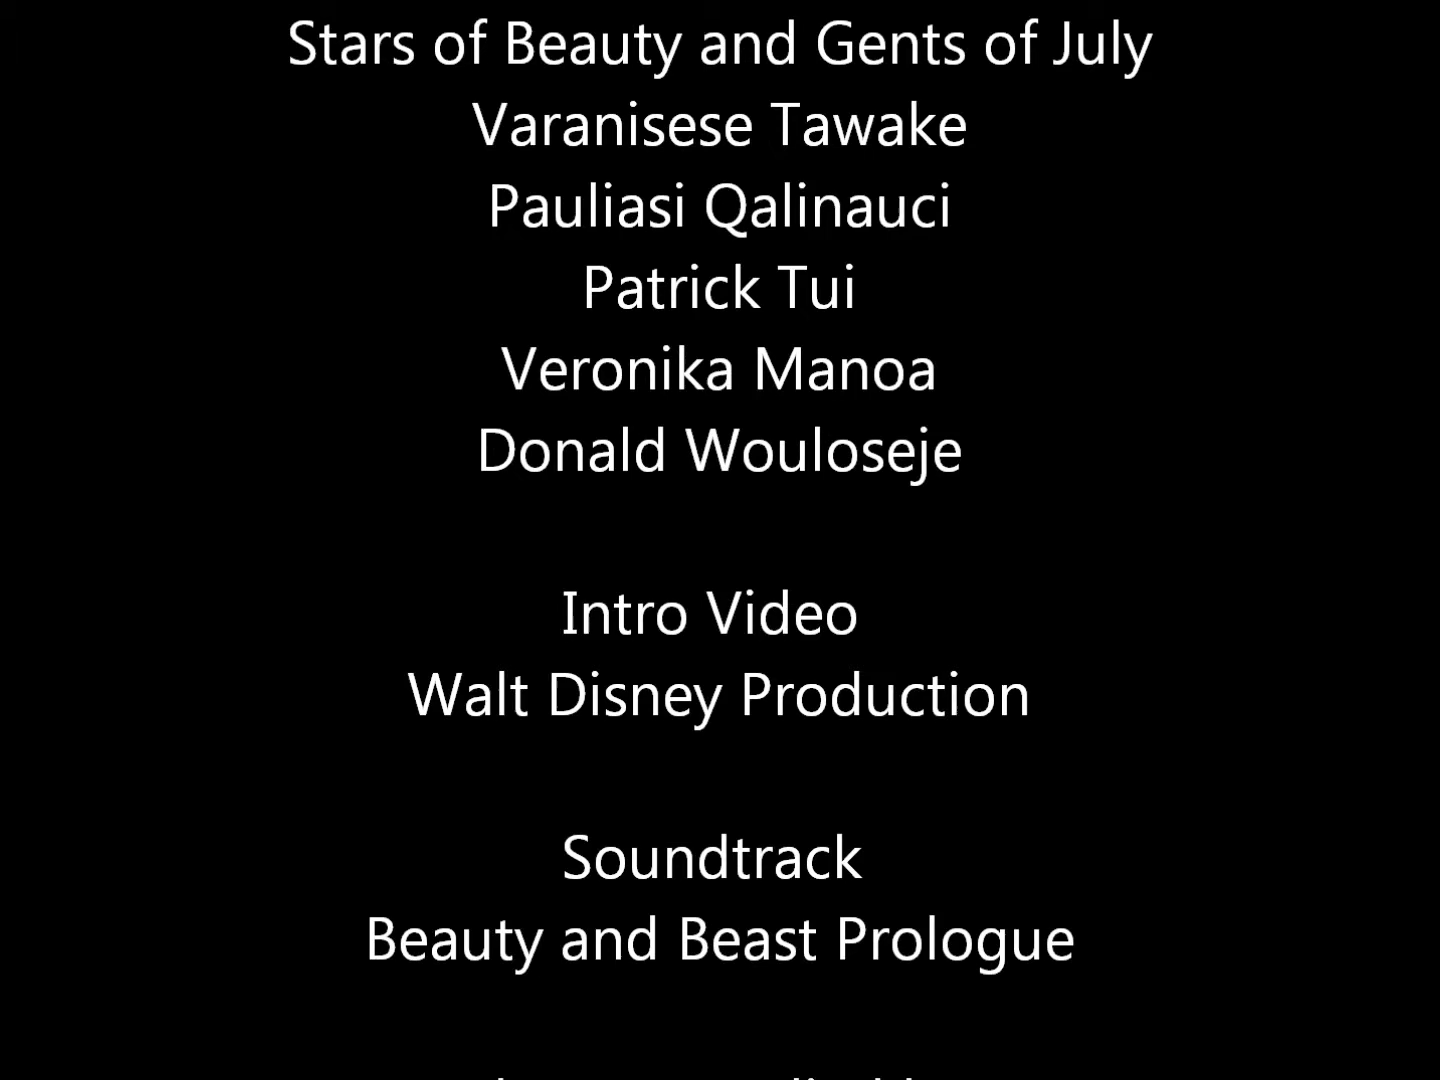 Stars of Beauty and Gents of July
Varanisese Tawake
Pauliasi Qalinauci
Patrick Tui
Veronika Manoa
Donald Wouloseje
Intro Video
Walt Disney Production
Soundtrack
Beauty and Beast Prologue